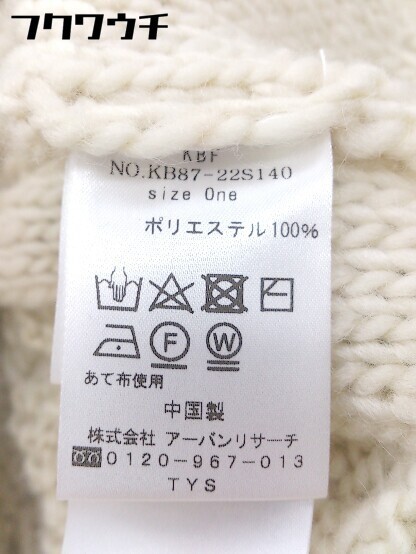 フクワウチ
KBF
NO.KB87-22S140
size One
ポリエステル100%
F W
あて布使用
中国製
株式会社 アーバンリサーチ
0120-967-013
TYS